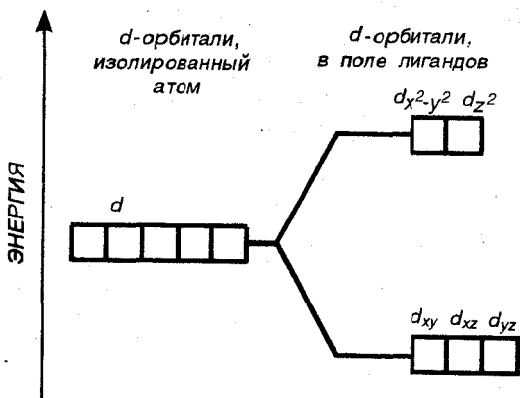 d-орбитали,
изолированный
атом
d-орбитали,
в поле лигандов
dx²-y² dz²
d
ЭНЕРГИЯ
dxy dxz dyz